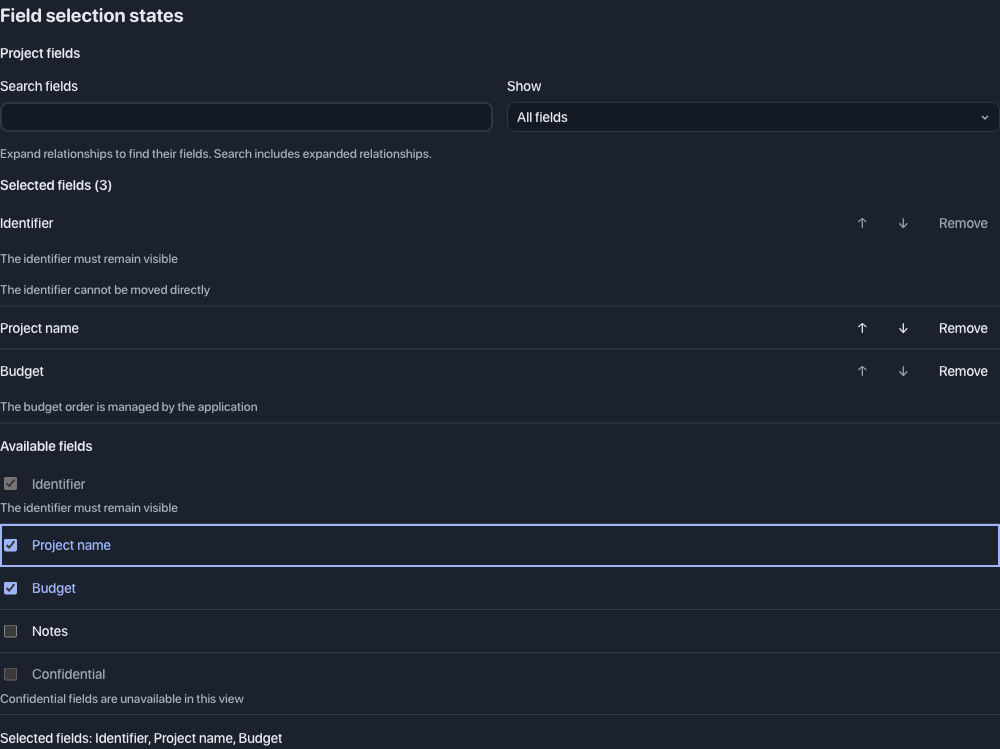 Field selection states
Project fields
Search fields
Show
All fields
Expand relationships to find their fields. Search includes expanded relationships.
Selected fields (3)
Identifier ↑ ↓ Remove
The identifier must remain visible
The identifier cannot be moved directly
Project name ↑ ↓ Remove
Budget ↑ ↓ Remove
The budget order is managed by the application
Available fields
Identifier
The identifier must remain visible
Project name
Budget
Notes
Confidential
Confidential fields are unavailable in this view
Selected fields: Identifier, Project name, Budget